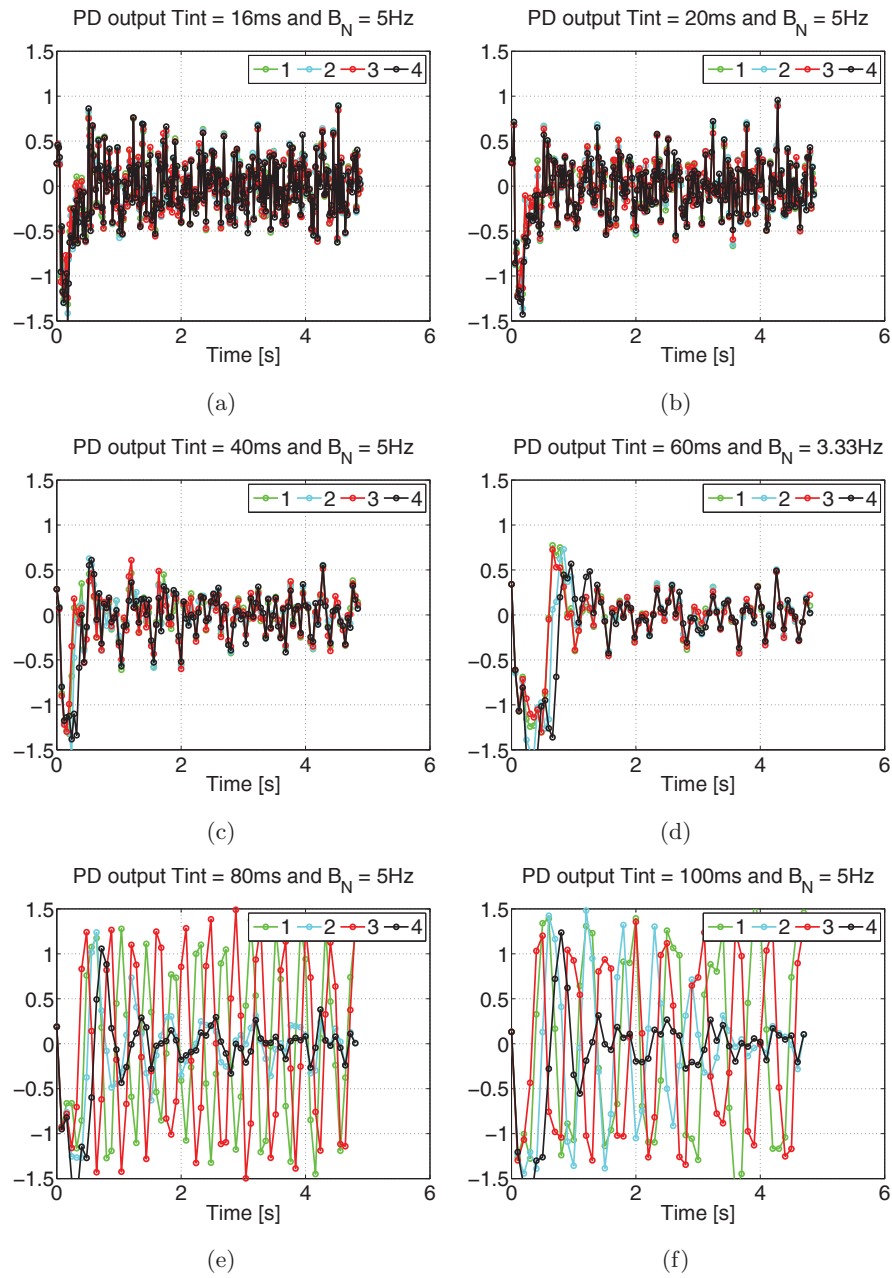 PD output Tint = 16ms and B_N = 5Hz
1 2 3 4
1.5
1
0.5
0
−0.5
−1
−1.5
0 2 4 6
Time [s]
(a)
PD output Tint = 20ms and B_N = 5Hz
1 2 3 4
1.5
1
0.5
0
−0.5
−1
−1.5
0 2 4 6
Time [s]
(b)
PD output Tint = 40ms and B_N = 5Hz
1 2 3 4
1.5
1
0.5
0
−0.5
−1
−1.5
0 2 4 6
Time [s]
(c)
PD output Tint = 60ms and B_N = 3.33Hz
1 2 3 4
1.5
1
0.5
0
−0.5
−1
−1.5
0 2 4 6
Time [s]
(d)
PD output Tint = 80ms and B_N = 5Hz
1 2 3 4
1.5
1
0.5
0
−0.5
−1
−1.5
0 2 4 6
Time [s]
(e)
PD output Tint = 100ms and B_N = 5Hz
1 2 3 4
1.5
1
0.5
0
−0.5
−1
−1.5
0 2 4 6
Time [s]
(f)